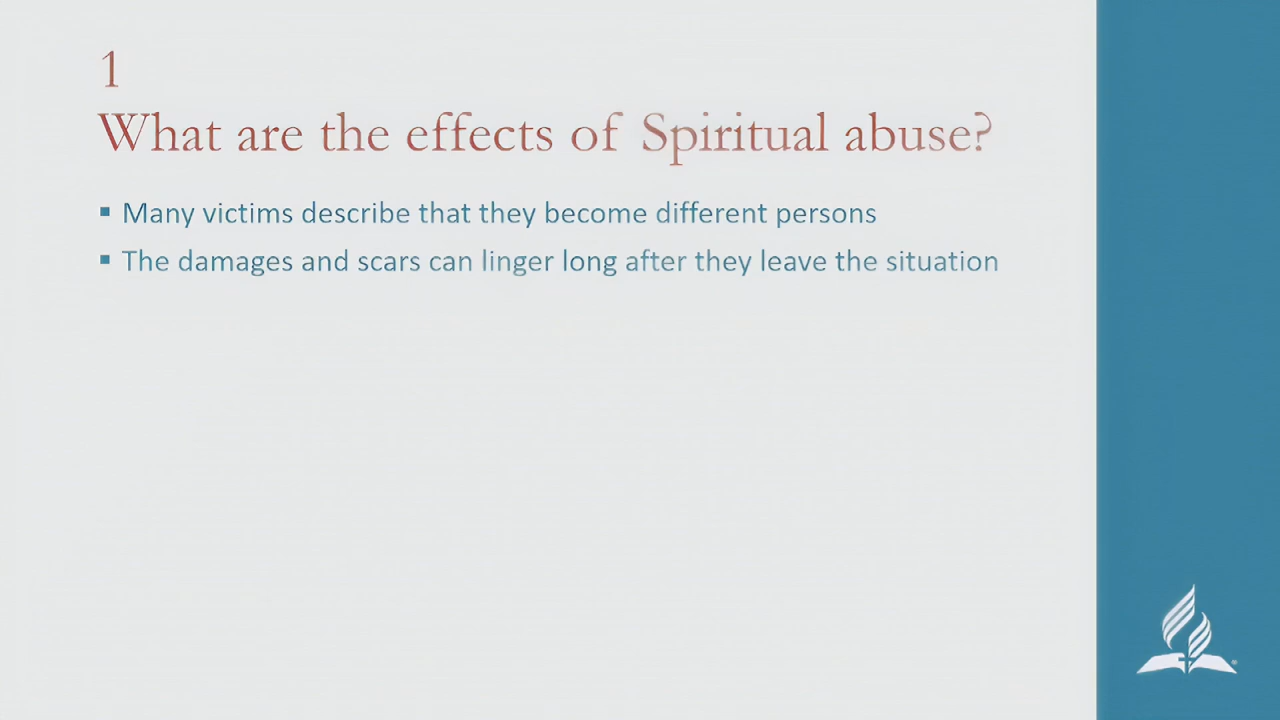 1
What are the effects of Spiritual abuse?
▪ Many victims describe that they become different persons
▪ The damages and scars can linger long after they leave the situation